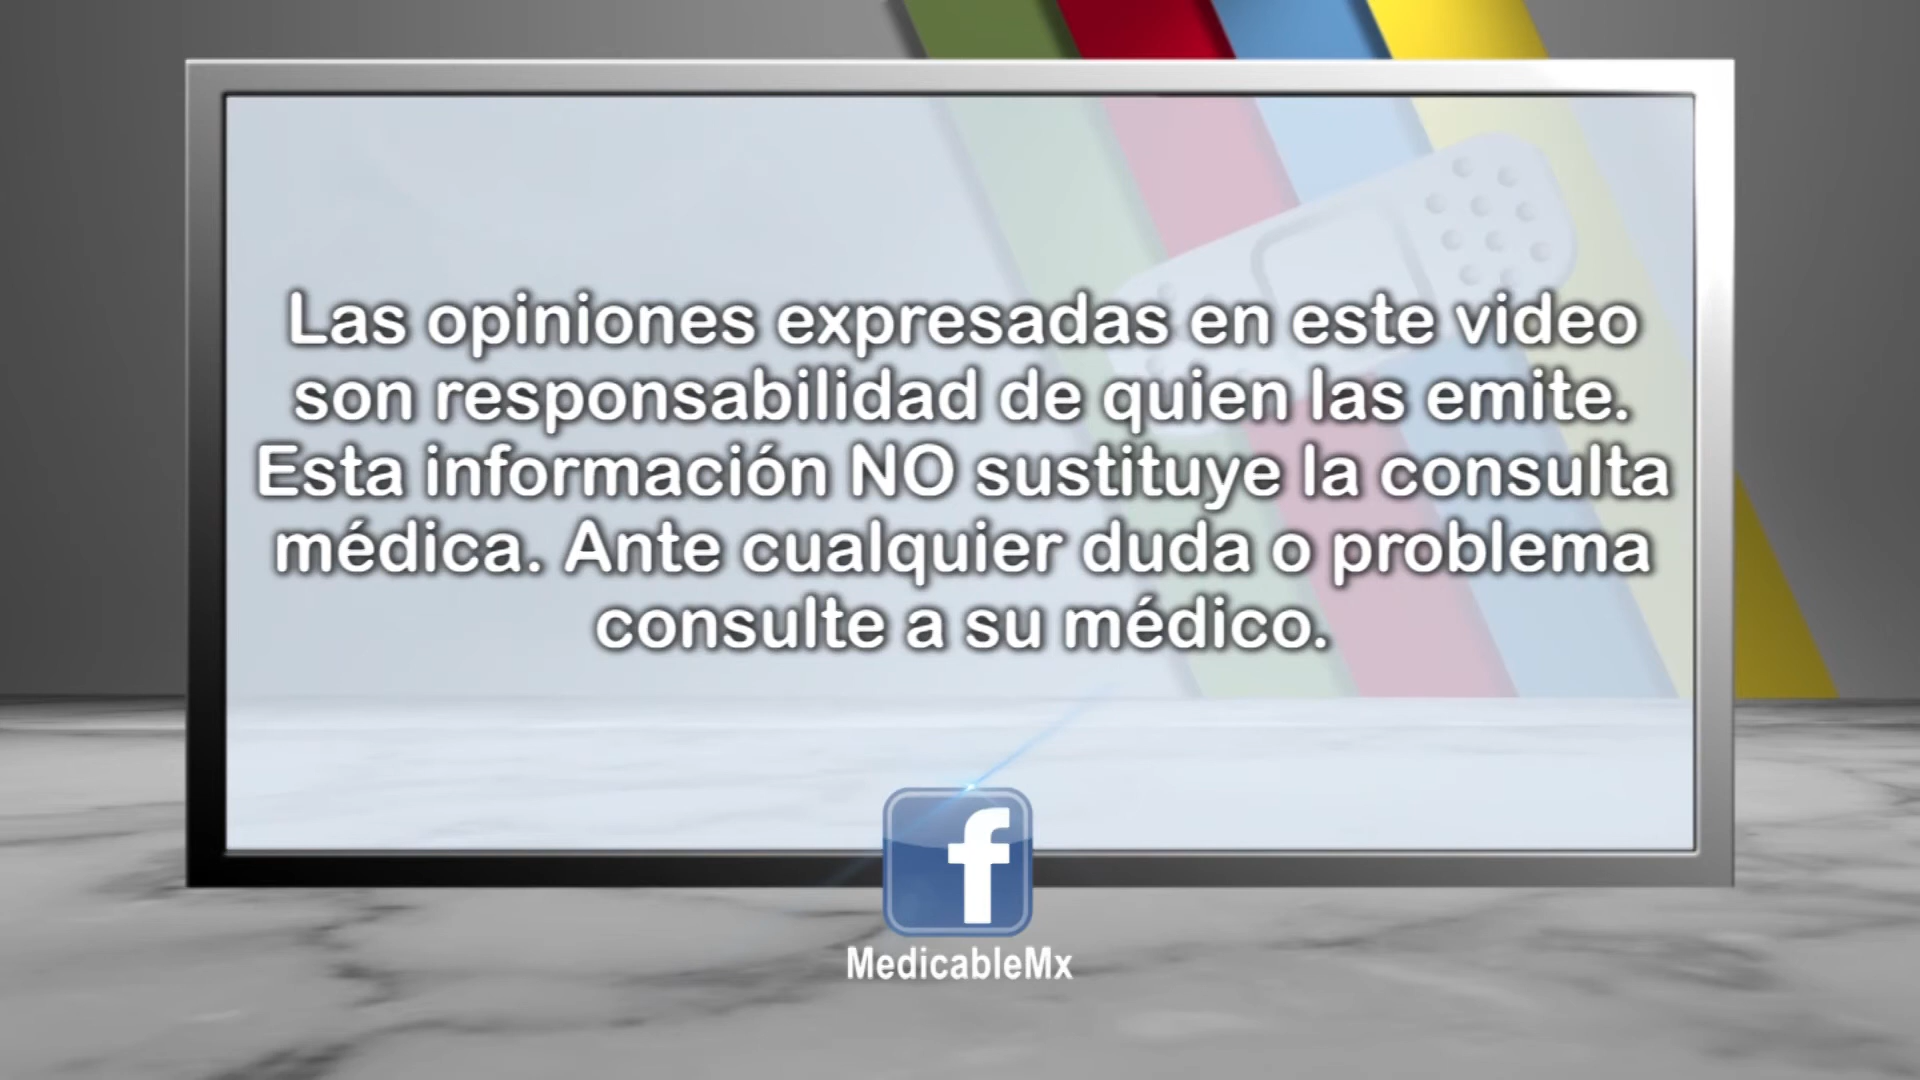 Las opiniones expresadas en este video
son responsabilidad de quien las emite.
Esta información NO sustituye la consulta
médica. Ante cualquier duda o problema
consulte a su médico.
f
MedicableMx